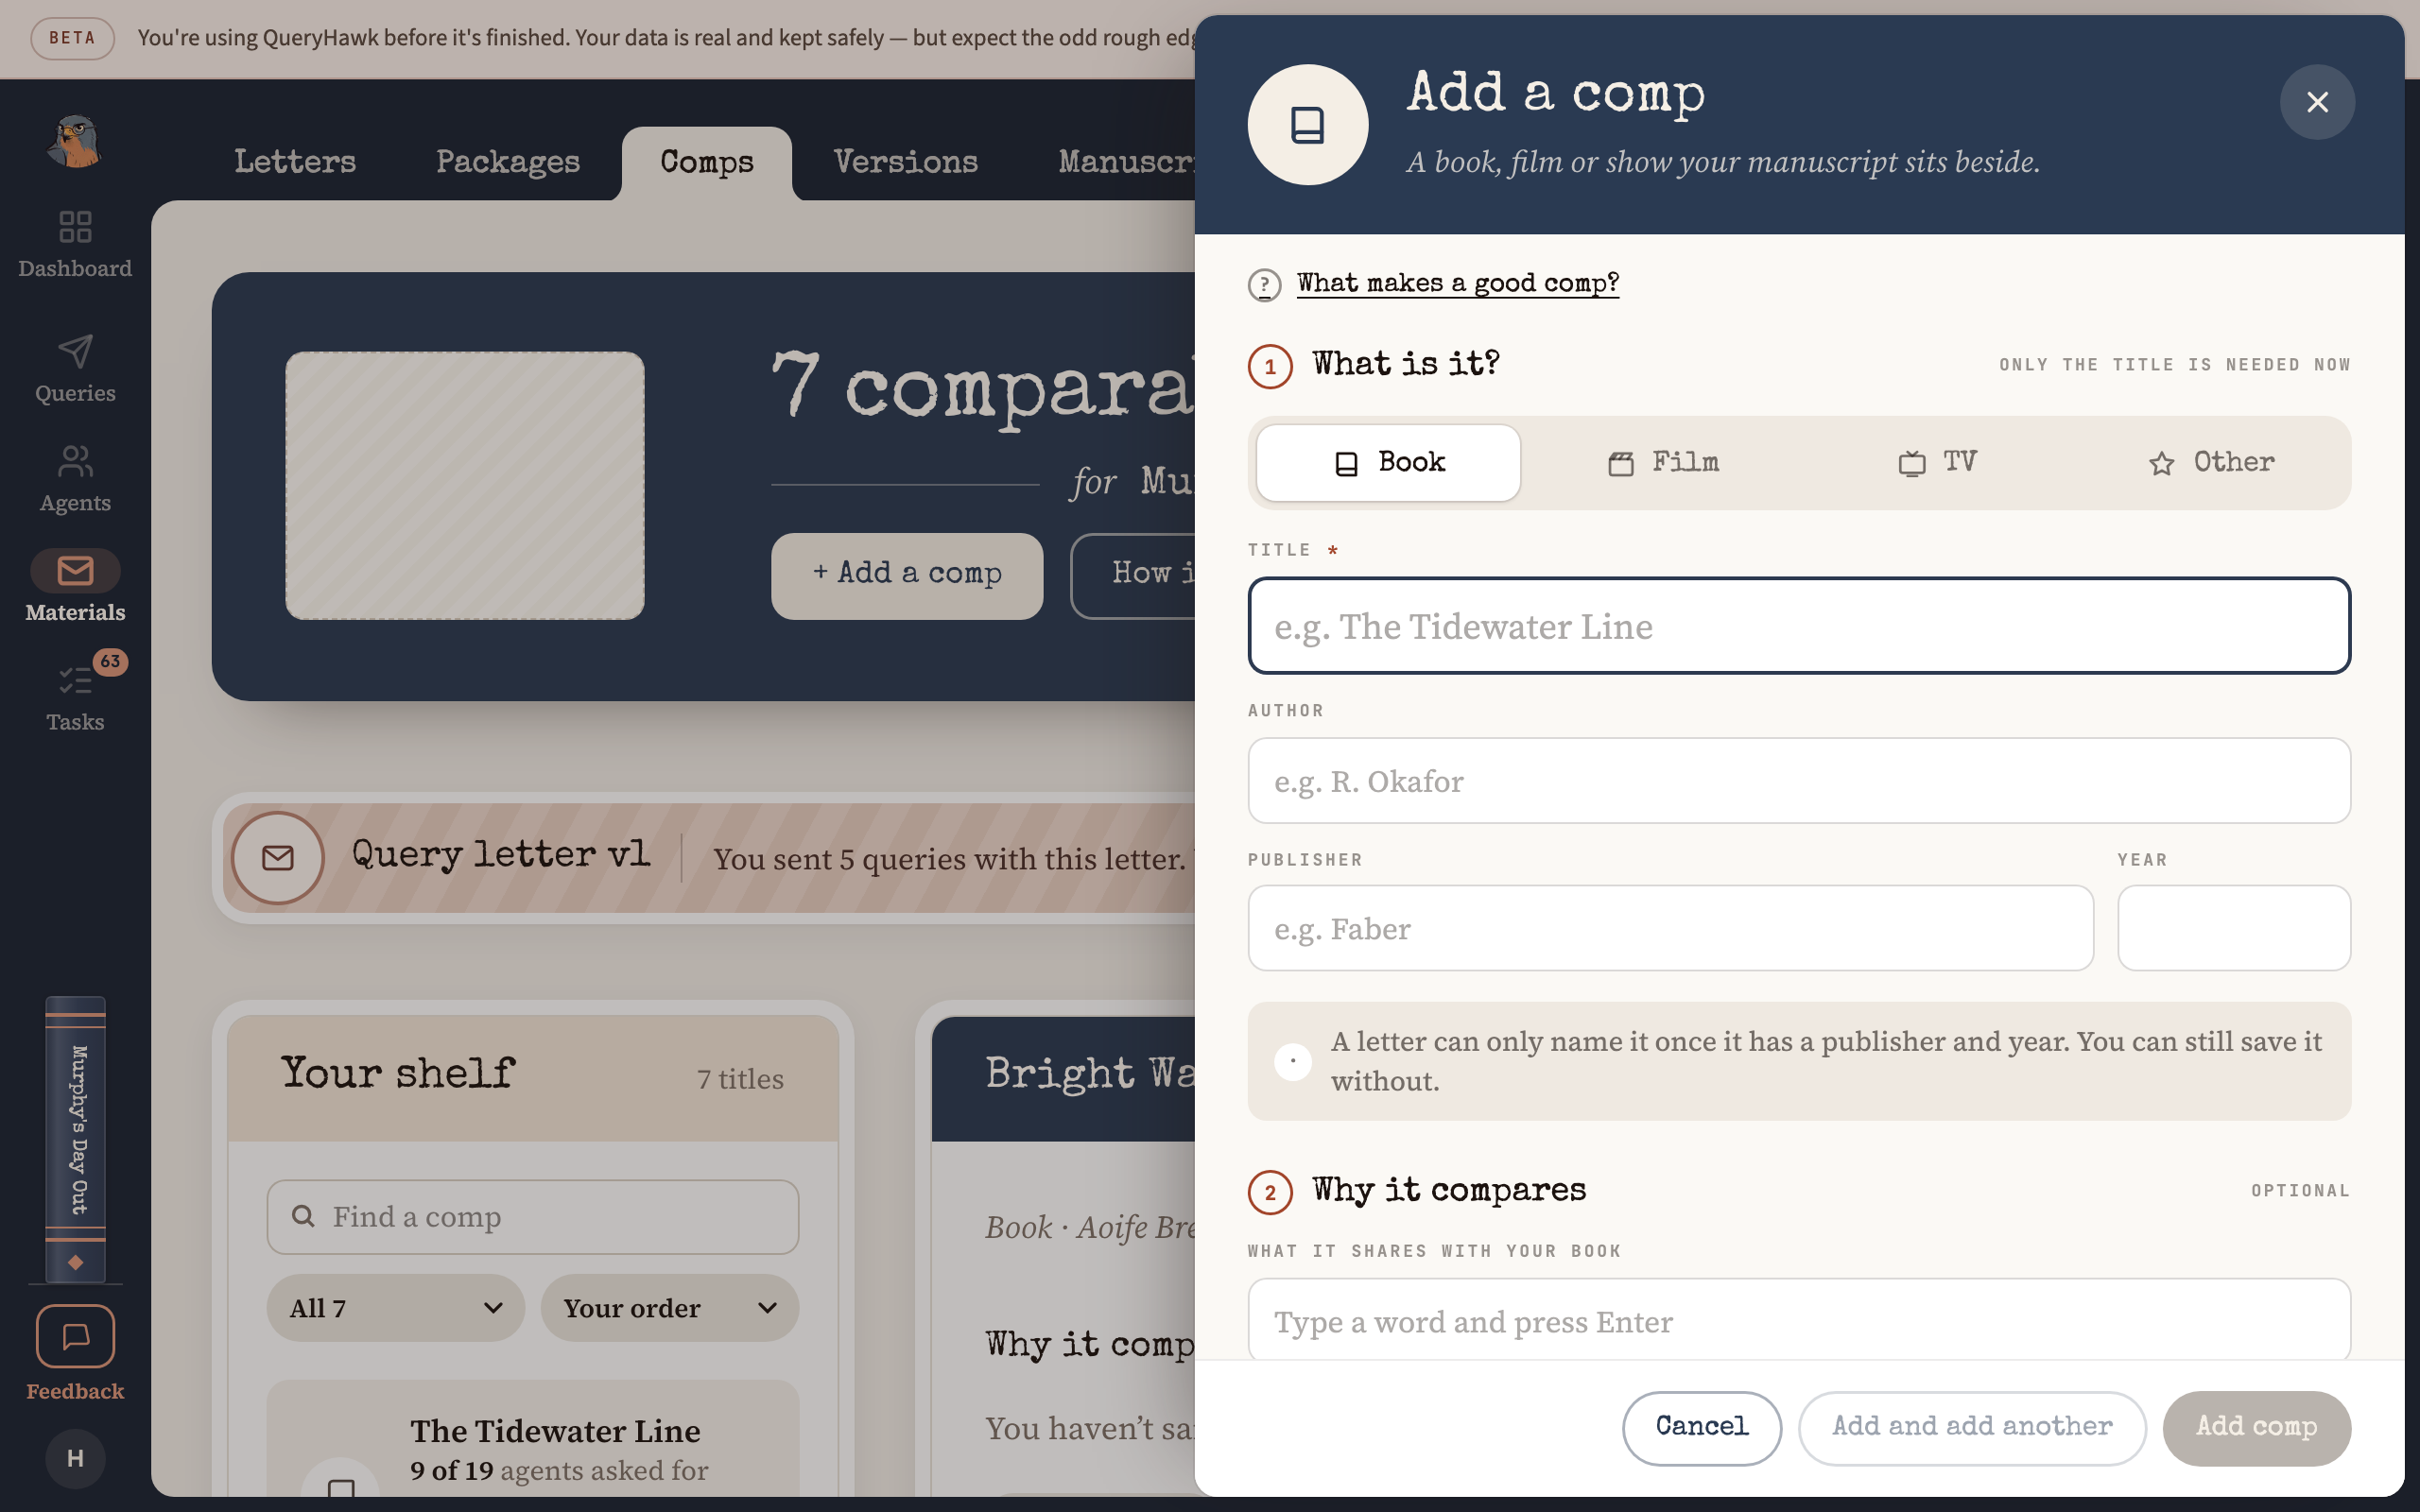 BETA
You're using QueryHawk before it's finished. Your data is real and kept safely — but expect the odd rough
Letters
Packages
Comps
Versions
Dashboard
Queries
Agents
Materials
63
Tasks
Murphy's Day Out
Feedback
H
7
for
+ Add a comp
How
Query letter v1
You sent 5 queries with this letter.
Your shelf
7 titles
Find a comp
All 7
Your order
The Tidewater Line
9 of 19 agents asked for
Bright
Book · Aoife
Why it
You haven't
Add a comp
A book, film or show your manuscript sits beside.
? What makes a good comp?
1 What is it?
ONLY THE TITLE IS NEEDED NOW
Book
Film
TV
Other
TITLE *
e.g. The Tidewater Line
AUTHOR
e.g. R. Okafor
PUBLISHER
YEAR
e.g. Faber
A letter can only name it once it has a publisher and year. You can still save it
without.
2 Why it compares
OPTIONAL
WHAT IT SHARES WITH YOUR BOOK
Type a word and press Enter
Cancel
Add and add another
Add comp